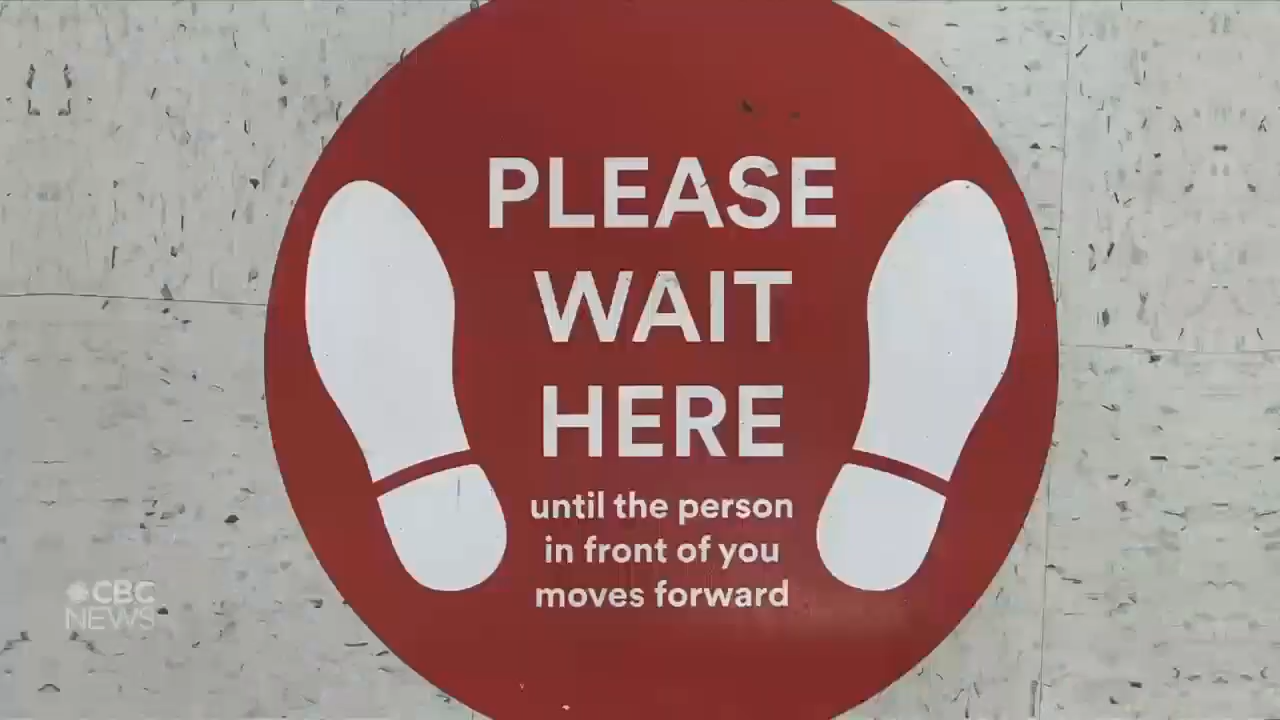 PLEASE
WAIT
HERE
until the person
in front of you
moves forward
CBC
NEWS